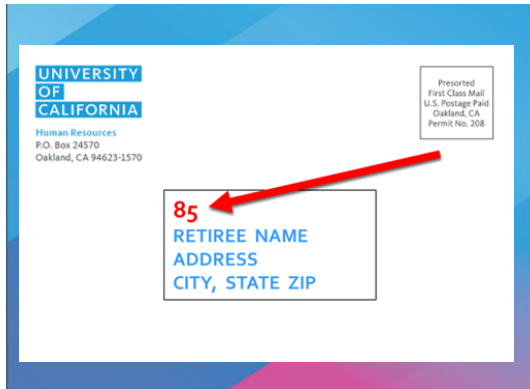 UNIVERSITY
OF
CALIFORNIA
Human Resources
P.O. Box 24570
Oakland, CA 94623-1570
Presorted
First Class Mail
U.S. Postage Paid
Oakland, CA
Permit No. 208
85
RETIREE NAME
ADDRESS
CITY, STATE ZIP